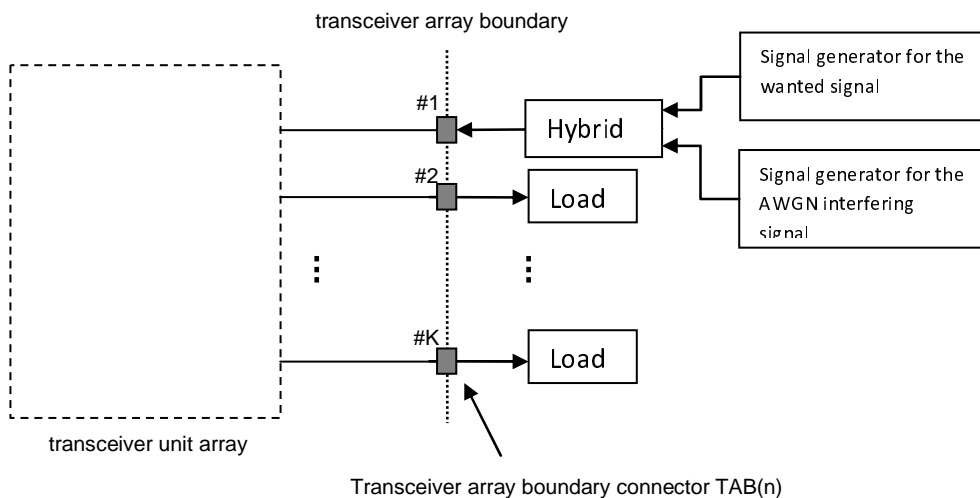 transceiver array boundary
Signal generator for the
wanted signal
#1
Hybrid
#2
Load
Signal generator for the
AWGN interfering
signal
#K
Load
transceiver unit array
Transceiver array boundary connector TAB(n)